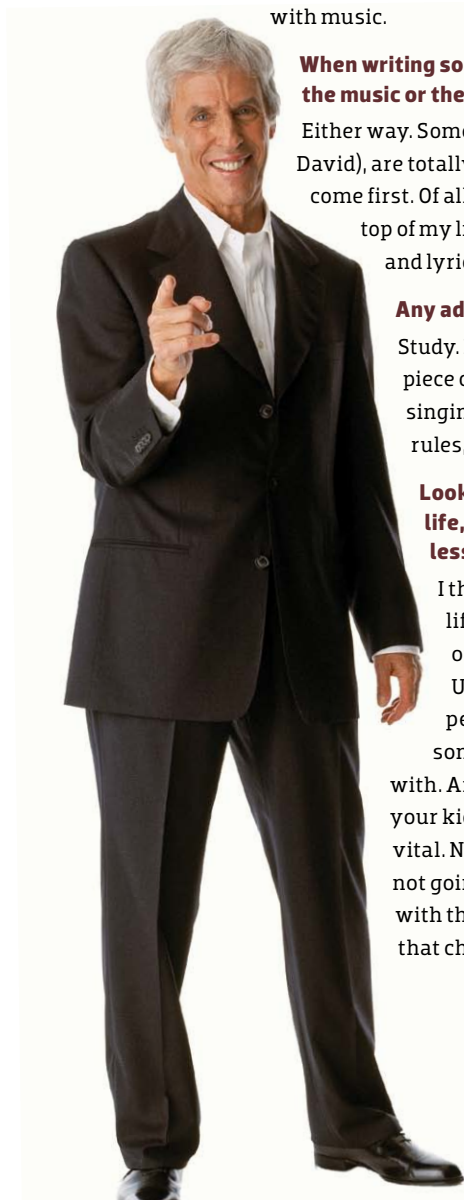 with music.
When writing so
the music or the
Either way. Some
David), are totally
come first. Of all
top of my li
and lyric
Any ad
Study.
piece o
singin
rules,
Look
life,
less
I th
lif
o
U
pe
son
with. An
your kid
vital. N
not goin
with th
that ch